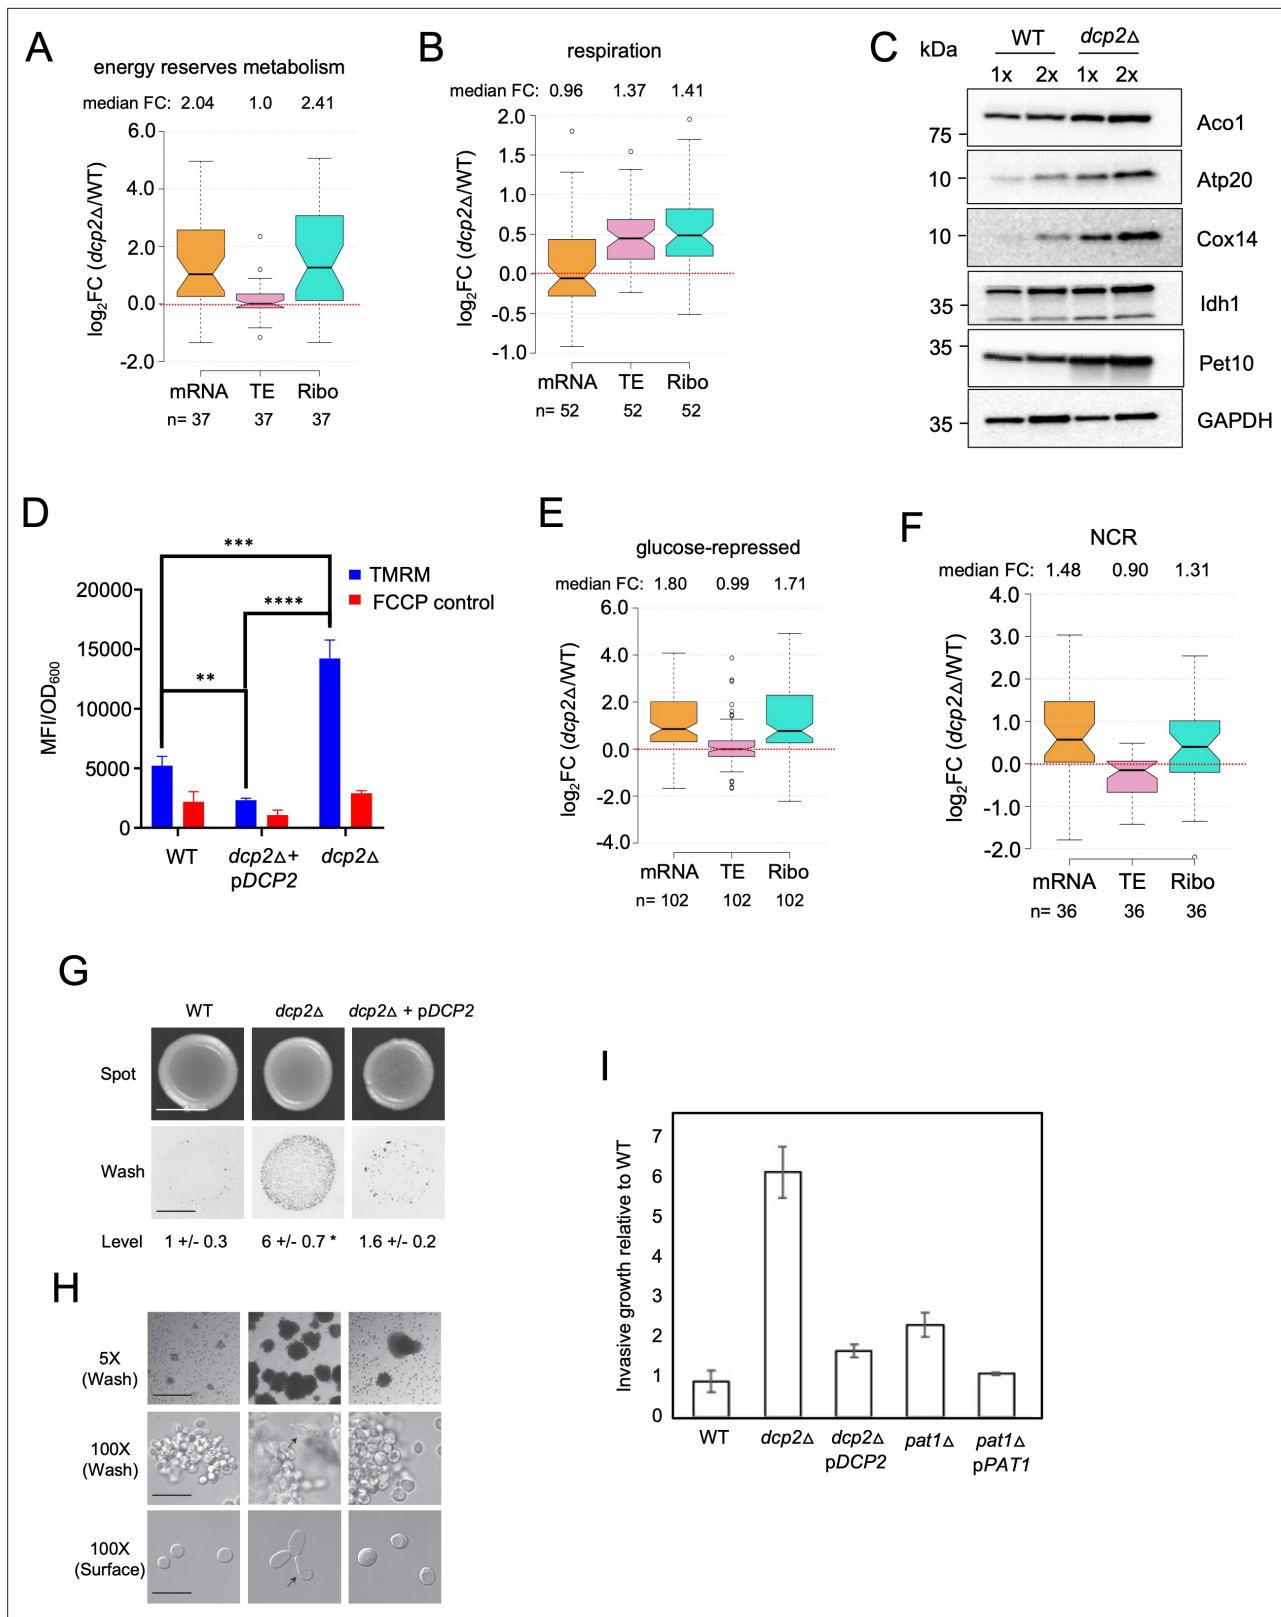 A
energy reserves metabolism
median FC: 2.04 1.0 2.41
log2FC (dcp2Δ/WT)
6.0
4.0
2.0
0.0
-2.0
mRNA TE Ribo
n= 37 37 37
B
respiration
median FC: 0.96 1.37 1.41
log2FC (dcp2Δ/WT)
2.0
1.5
1.0
0.5
0.0
-0.5
-1.0
mRNA TE Ribo
n= 52 52 52
C kDa WT dcp2Δ
1x 2x 1x 2x
75 Aco1
10 Atp20
10 Cox14
35 Idh1
35 Pet10
35 GAPDH
D
*** 
****
**
TMRM
FCCP control
MFI/OD600
20000
15000
10000
5000
0
WT dcp2Δ+ dcp2Δ
pDCP2
E
glucose-repressed
median FC: 1.80 0.99 1.71
log2FC (dcp2Δ/WT)
6.0
4.0
2.0
0.0
-2.0
-4.0
mRNA TE Ribo
n= 102 102 102
F
NCR
median FC: 1.48 0.90 1.31
log2FC (dcp2Δ/WT)
4.0
3.0
2.0
1.0
0.0
-1.0
-2.0
mRNA TE Ribo
n= 36 36 36
G
WT dcp2Δ dcp2Δ + pDCP2
Spot
Wash
Level 1 +/- 0.3 6 +/- 0.7 * 1.6 +/- 0.2
H
5X
(Wash)
100X
(Wash)
100X
(Surface)
I
Invasive growth relative to WT
7
6
5
4
3
2
1
0
WT dcp2Δ dcp2Δ pat1Δ pat1Δ
pDCP2 pPAT1